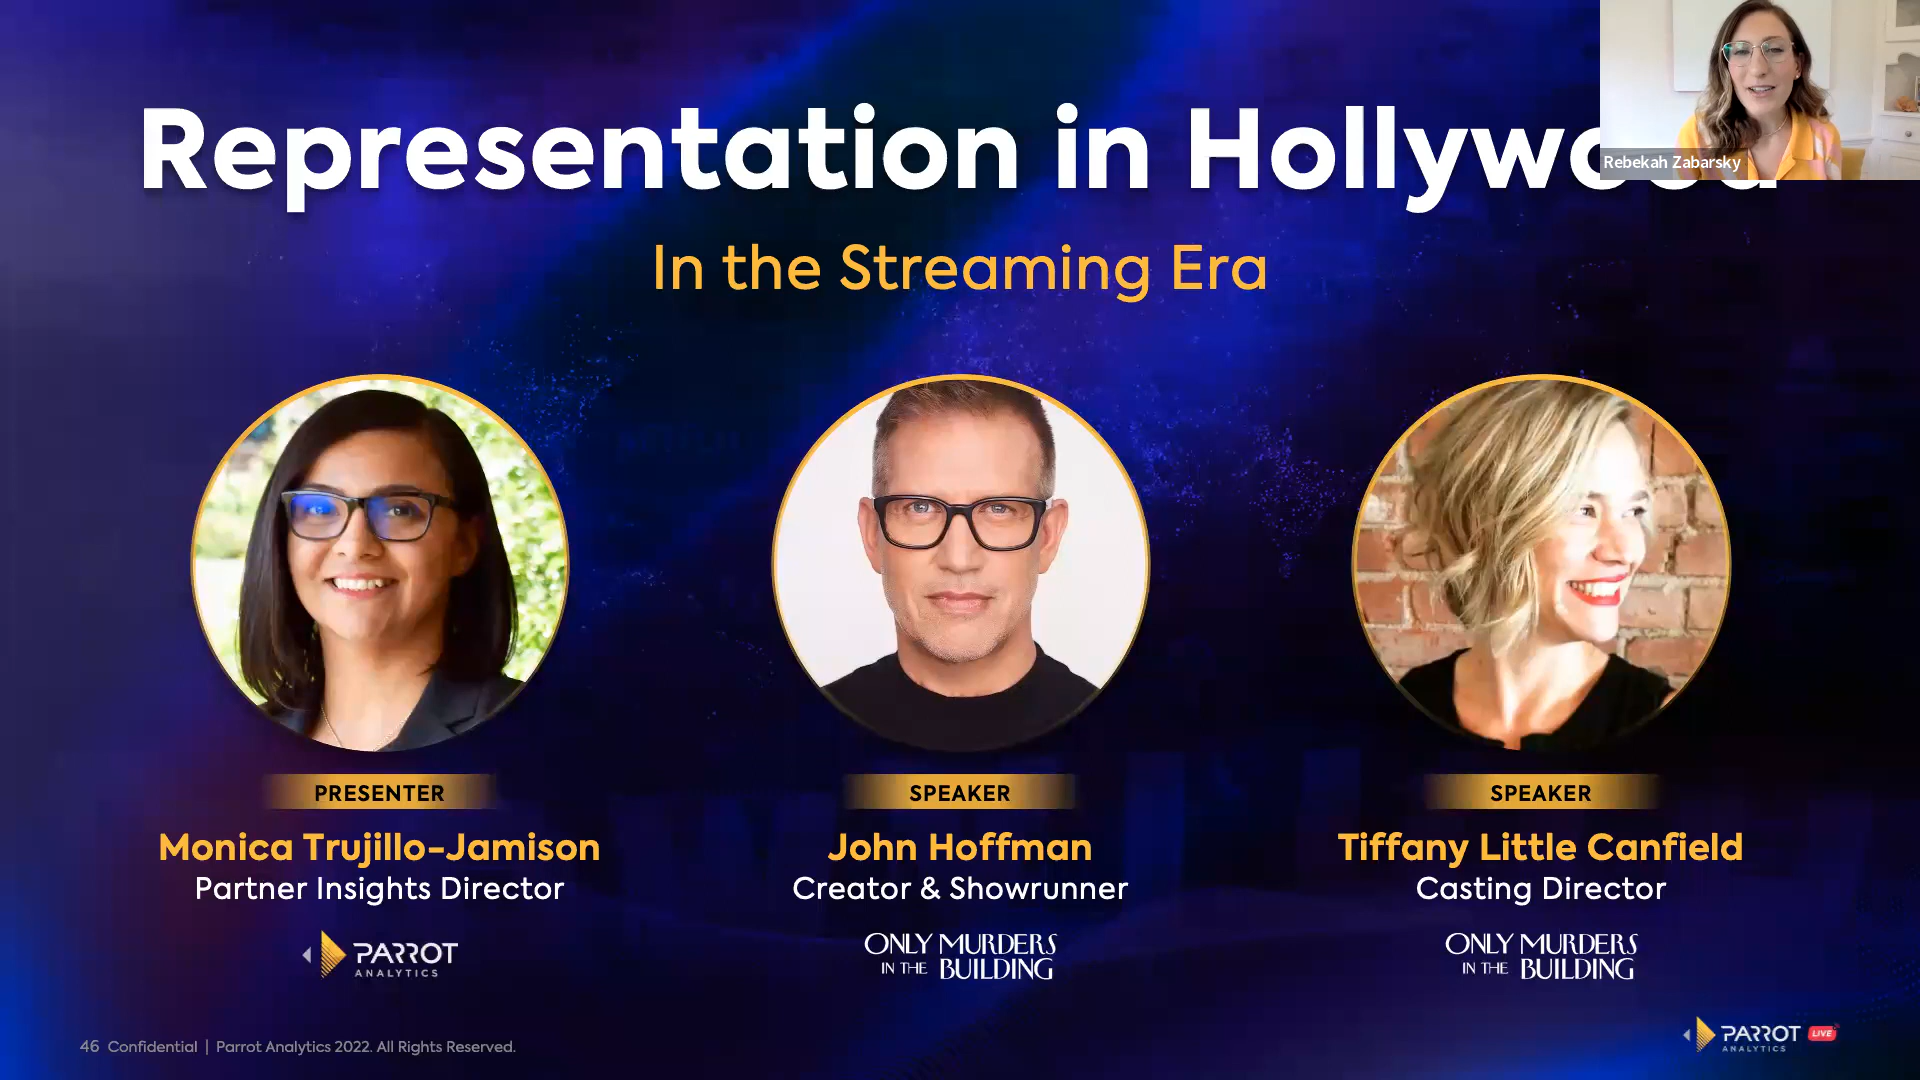 Representation in Hollywood
Rebekah Zabarsky
In the Streaming Era
PRESENTER
Monica Trujillo-Jamison
Partner Insights Director
PARROT
ANALYTICS
SPEAKER
John Hoffman
Creator & Showrunner
ONLY MURDERS
IN THE BUILDING
SPEAKER
Tiffany Little Canfield
Casting Director
ONLY MURDERS
IN THE BUILDING
46 Confidential | Parrot Analytics 2022. All Rights Reserved.
PARROT LIVE
ANALYTICS